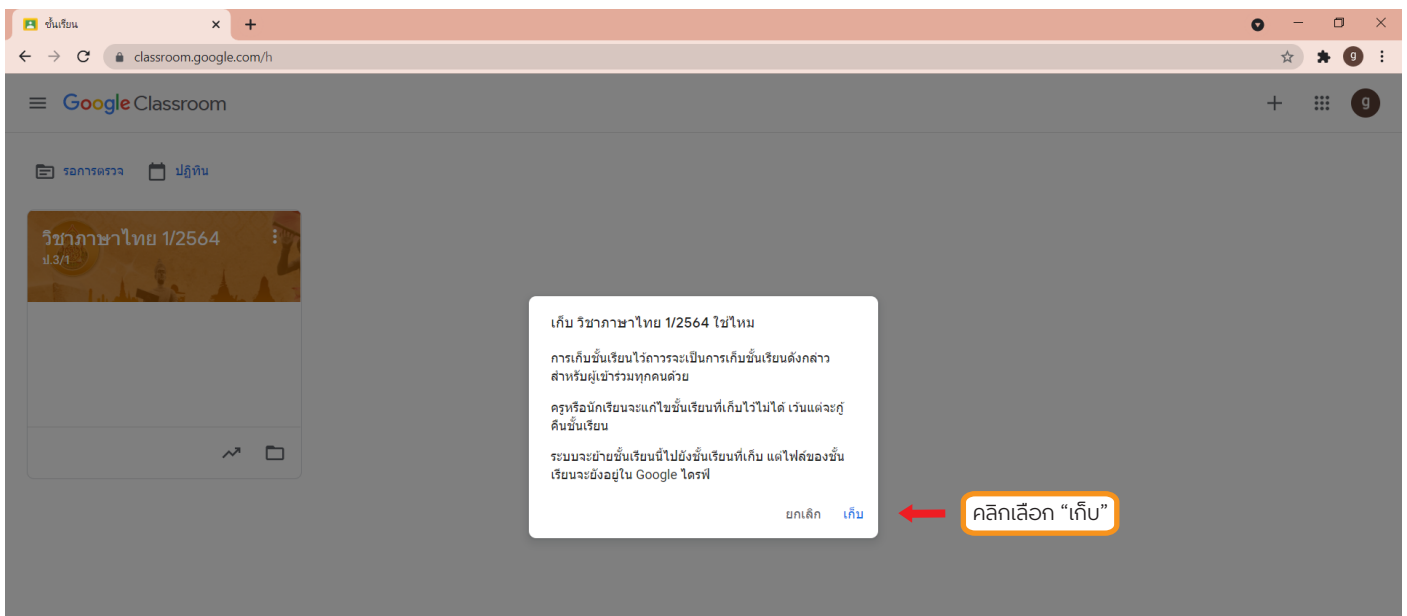 ชั้นเรียน
classroom.google.com/h
g
Google Classroom
g
รอการตรวจ ปฏิทิน
วิชาภาษาไทย 1/2564
ป.3/1
เก็บ วิชาภาษาไทย 1/2564 ใช่ไหม
การเก็บชั้นเรียนไว้ถาวรจะเป็นการเก็บชั้นเรียนดังกล่าว
สำหรับผู้เข้าร่วมทุกคนด้วย
ครูหรือนักเรียนจะแก้ไขชั้นเรียนที่เก็บไว้ไม่ได้ เว้นแต่จะกู้
คืนชั้นเรียน
ระบบจะย้ายชั้นเรียนนี้ไปยังชั้นเรียนที่เก็บ แต่ไฟล์ของชั้น
เรียนจะยังอยู่ใน Google ไดรฟ์
ยกเลิก เก็บ
คลิกเลือก “เก็บ”